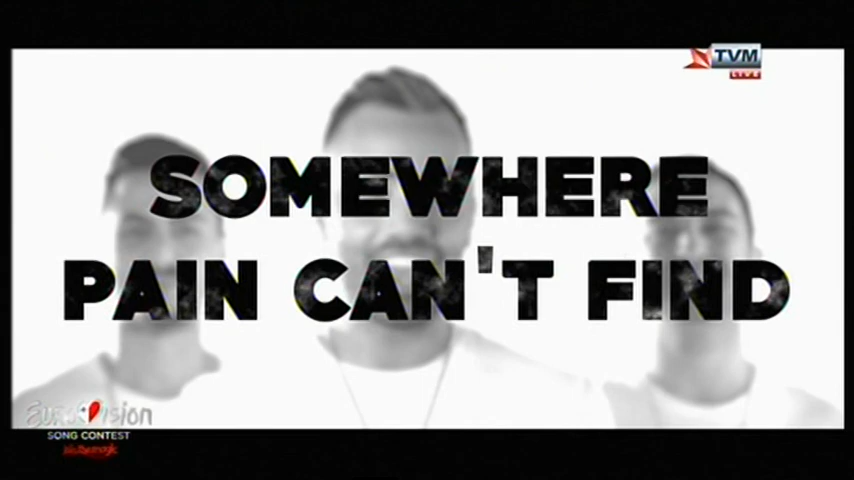 TVM
LIVE
SOMEWHERE
PAIN CAN'T FIND
EUROVISION
SONG CONTEST